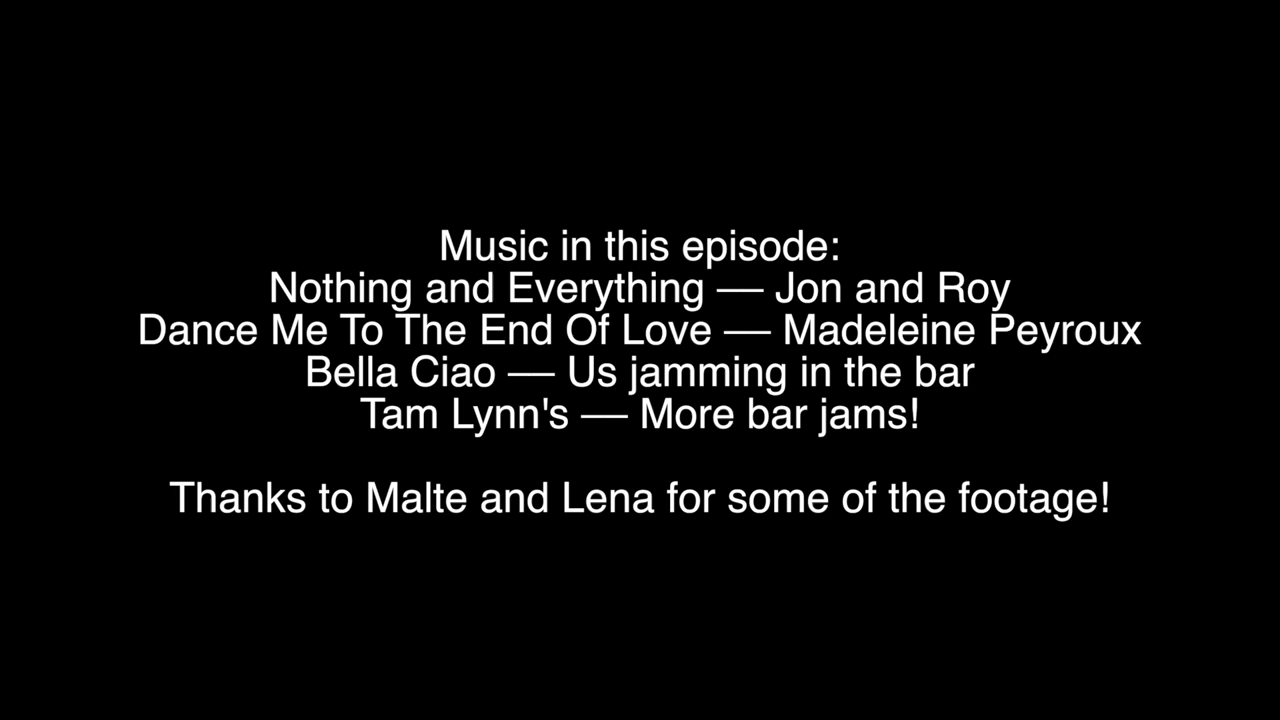 Music in this episode:
Nothing and Everything — Jon and Roy
Dance Me To The End Of Love — Madeleine Peyroux
Bella Ciao — Us jamming in the bar
Tam Lynn's — More bar jams!
Thanks to Malte and Lena for some of the footage!